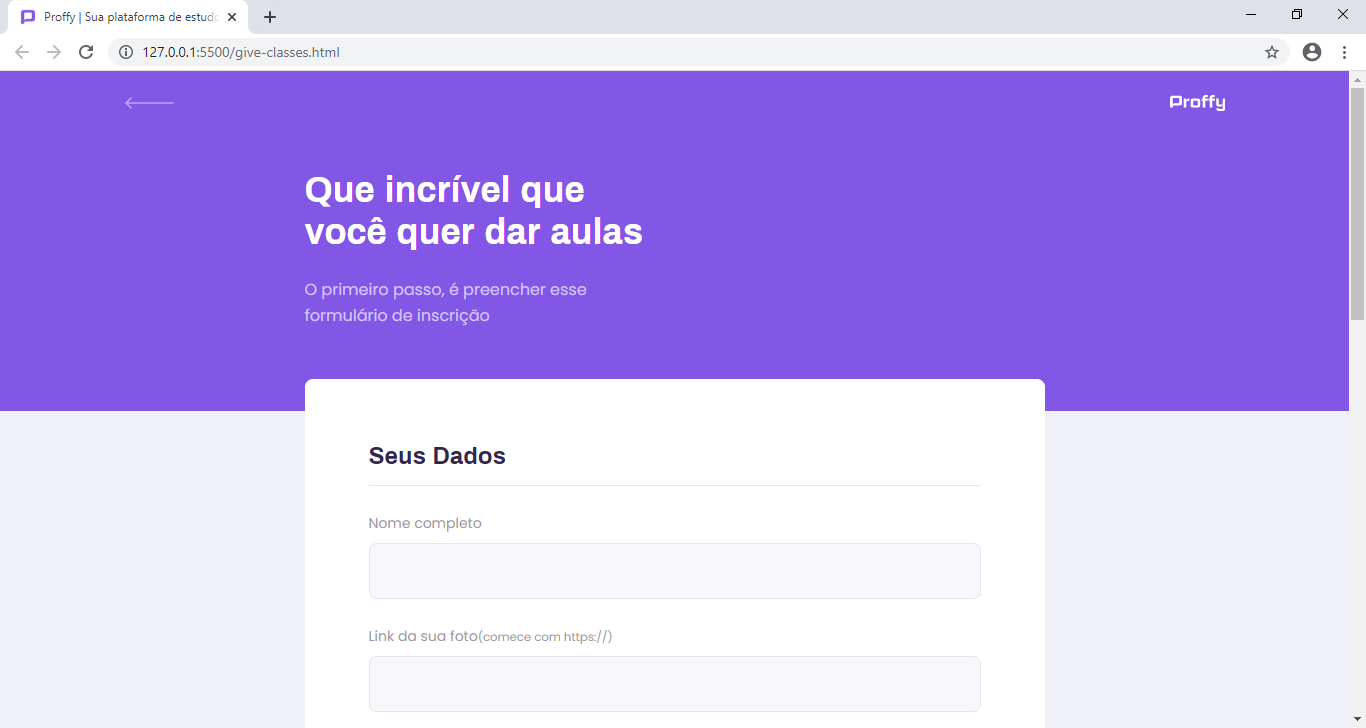 Proffy | Sua plataforma de estudo
127.0.0.1:5500/give-classes.html
Proffy
Que incrível que
você quer dar aulas
O primeiro passo, é preencher esse
formulário de inscrição
Seus Dados
Nome completo
Link da sua foto(comece com https://)